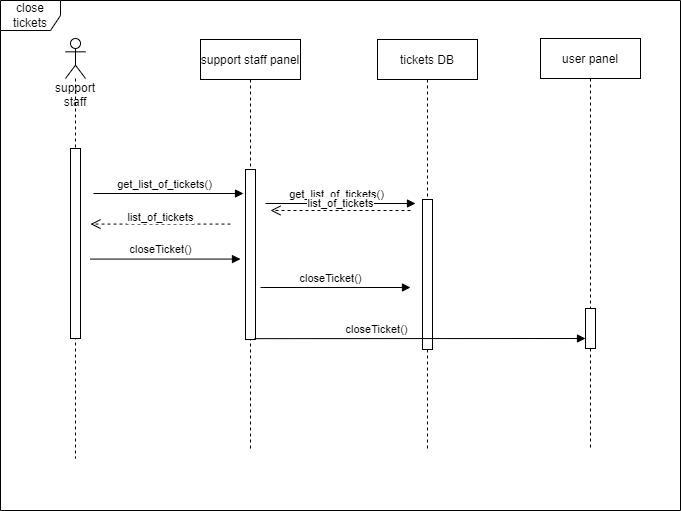 close
tickets
support
staff
support staff panel
tickets DB
user panel
get_list_of_tickets()
get_list_of_tickets()
list_of_tickets
list_of_tickets
closeTicket()
closeTicket()
closeTicket()